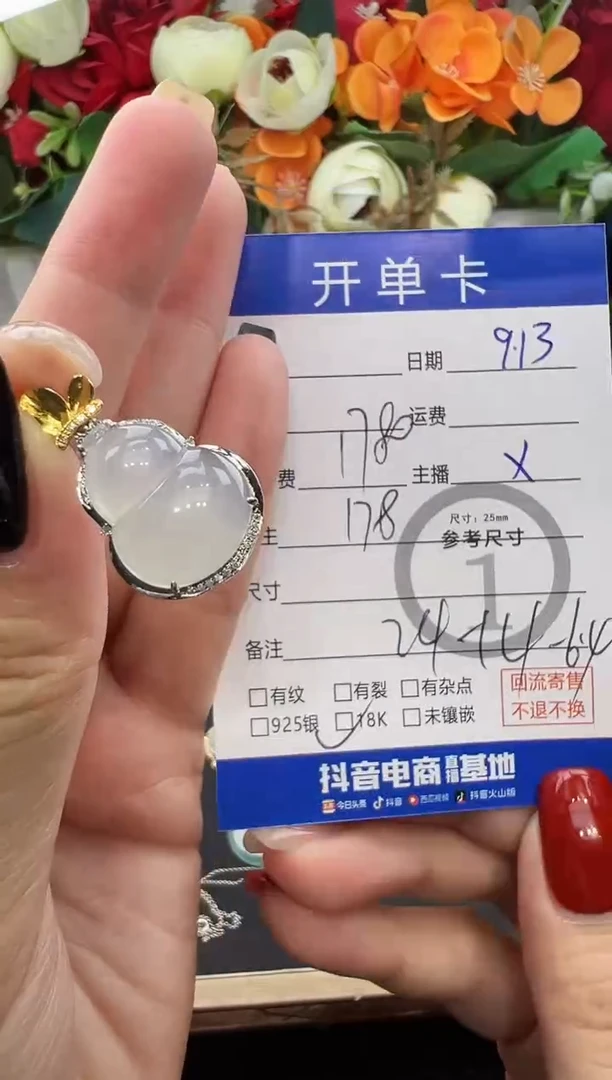 开单卡
日期 9.13
1780 运费
费 主播 X
主 178
尺寸：25mm
参考尺寸
1
尺寸
备注 24-14-6.4
□有纹 □有裂 □有杂点
□925银 □18K □未镶嵌
回流寄售
不退不换
抖音电商直播基地
今日头条 抖音 西瓜视频 抖音火山版